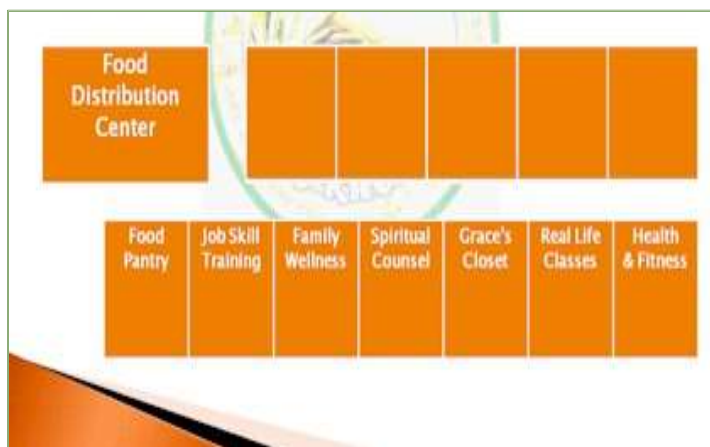 Food
Distribution
Center
Food
Pantry
Job Skill
Training
Family
Wellness
Spiritual
Counsel
Grace's
Closet
Real Life
Classes
Health
& Fitness